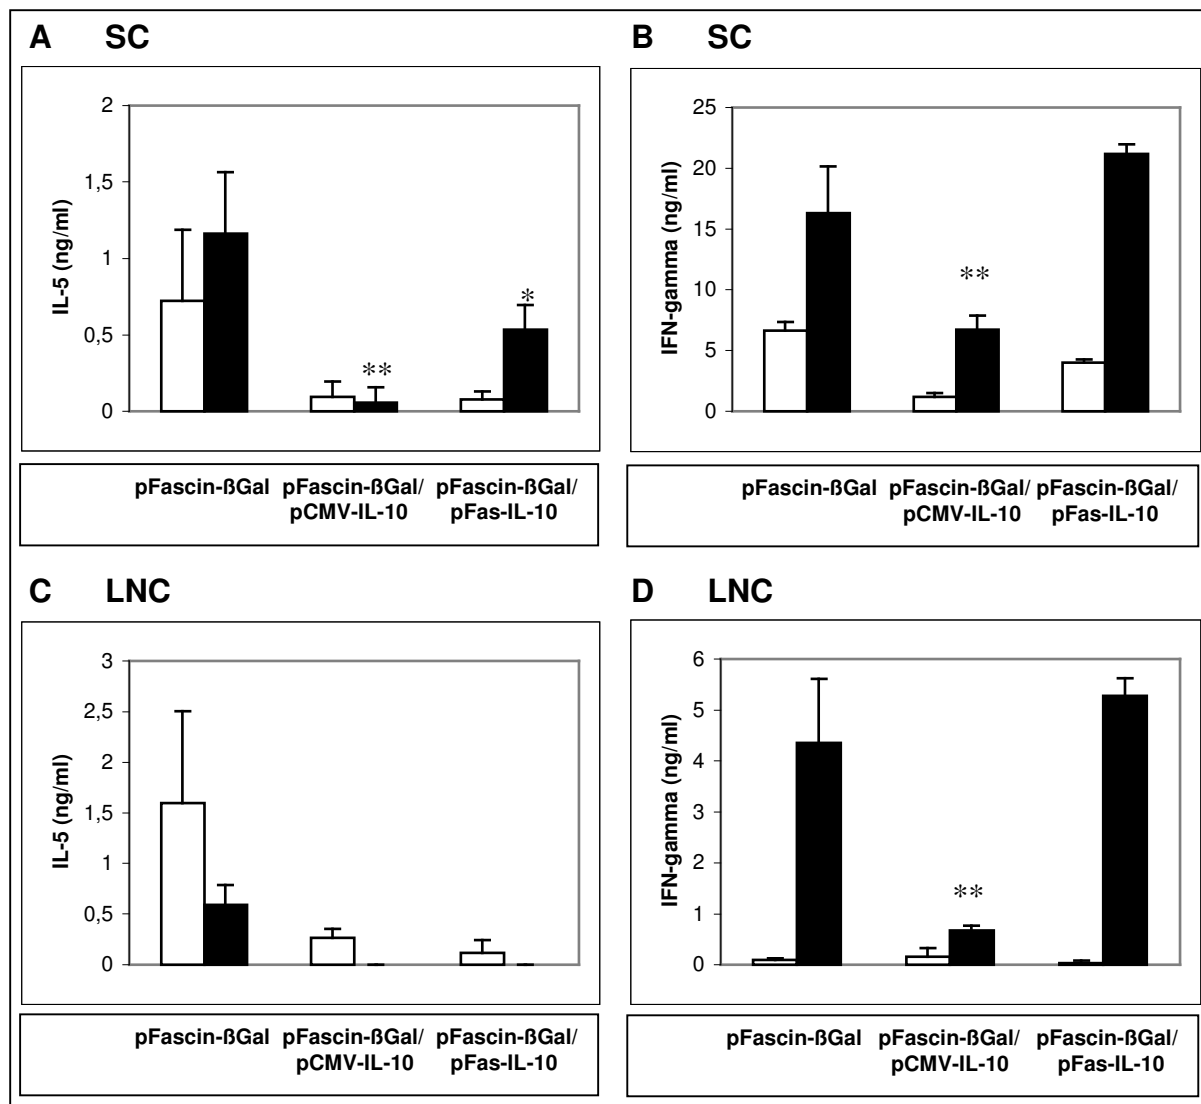 A SC
2
1,5
1
0,5
0
IL-5 (ng/ml)
**
*
pFascin-ßGal pFascin-ßGal/ pFascin-ßGal/
pCMV-IL-10 pFas-IL-10
B SC
25
20
15
10
5
0
IFN-gamma (ng/ml)
**
pFascin-ßGal pFascin-ßGal/ pFascin-ßGal/
pCMV-IL-10 pFas-IL-10
C LNC
3
2,5
2
1,5
1
0,5
0
IL-5 (ng/ml)
pFascin-ßGal pFascin-ßGal/ pFascin-ßGal/
pCMV-IL-10 pFas-IL-10
D LNC
6
5
4
3
2
1
0
IFN-gamma (ng/ml)
**
pFascin-ßGal pFascin-ßGal/ pFascin-ßGal/
pCMV-IL-10 pFas-IL-10